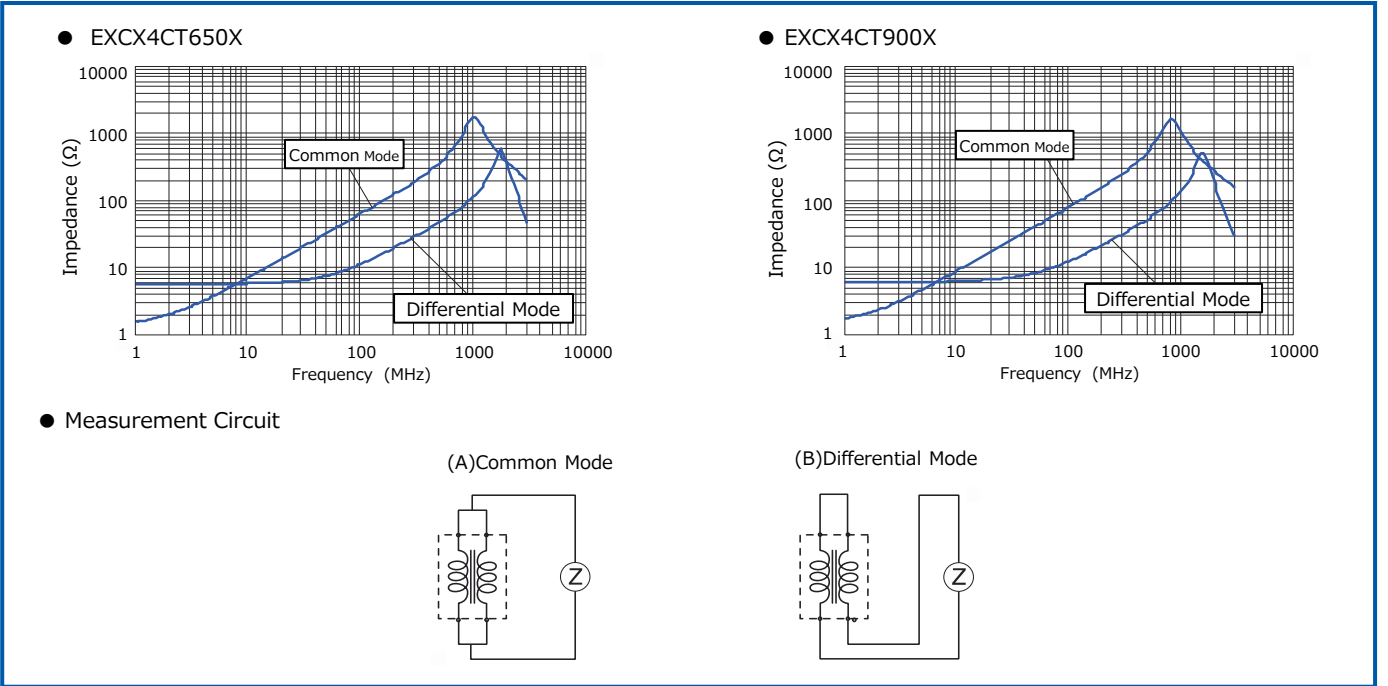 ● EXCX4CT650X
10000
1000
100
10
1
Impedance (Ω)
Common Mode
Differential Mode
1 10 100 1000 10000
Frequency (MHz)
● EXCX4CT900X
10000
1000
100
10
1
Impedance (Ω)
Common Mode
Differential Mode
1 10 100 1000 10000
Frequency (MHz)
● Measurement Circuit
(A)Common Mode
Z
(B)Differential Mode
Z